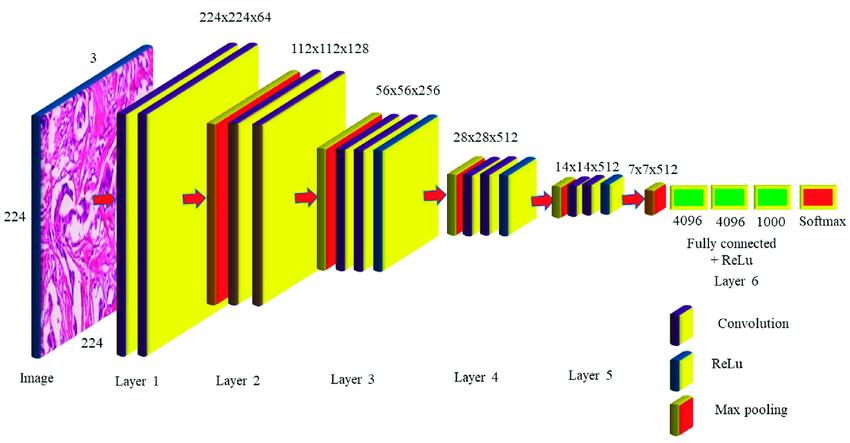 224x224x64
112x112x128
3
56x56x256
28x28x512
14x14x512
7x7x512
224
4096
4096
1000
Softmax
Fully connected
+ ReLu
Layer 6
224
Image
Layer 1
Layer 2
Layer 3
Layer 4
Layer 5
Convolution
ReLu
Max pooling